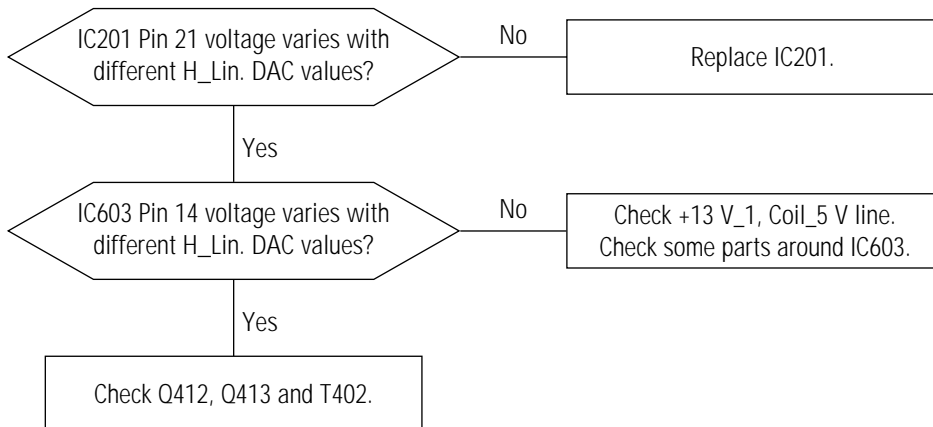 IC201 Pin 21 voltage varies with
different H_Lin. DAC values?
No
Replace IC201.
Yes
IC603 Pin 14 voltage varies with
different H_Lin. DAC values?
No
Check +13 V_1, Coil_5 V line.
Check some parts around IC603.
Yes
Check Q412, Q413 and T402.